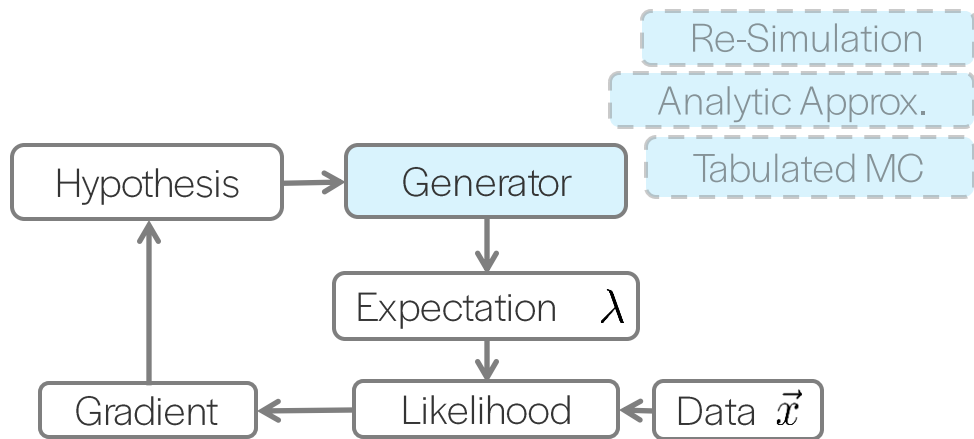 Re-Simulation
Analytic Approx.
Tabulated MC
Hypothesis
Generator
Expectation λ
Gradient
Likelihood
Data x⃗